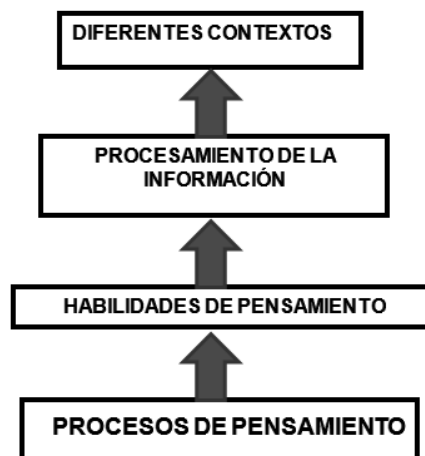 DIFERENTES CONTEXTOS
PROCESAMIENTO DE LA
INFORMACIÓN
HABILIDADES DE PENSAMIENTO
PROCESOS DE PENSAMIENTO